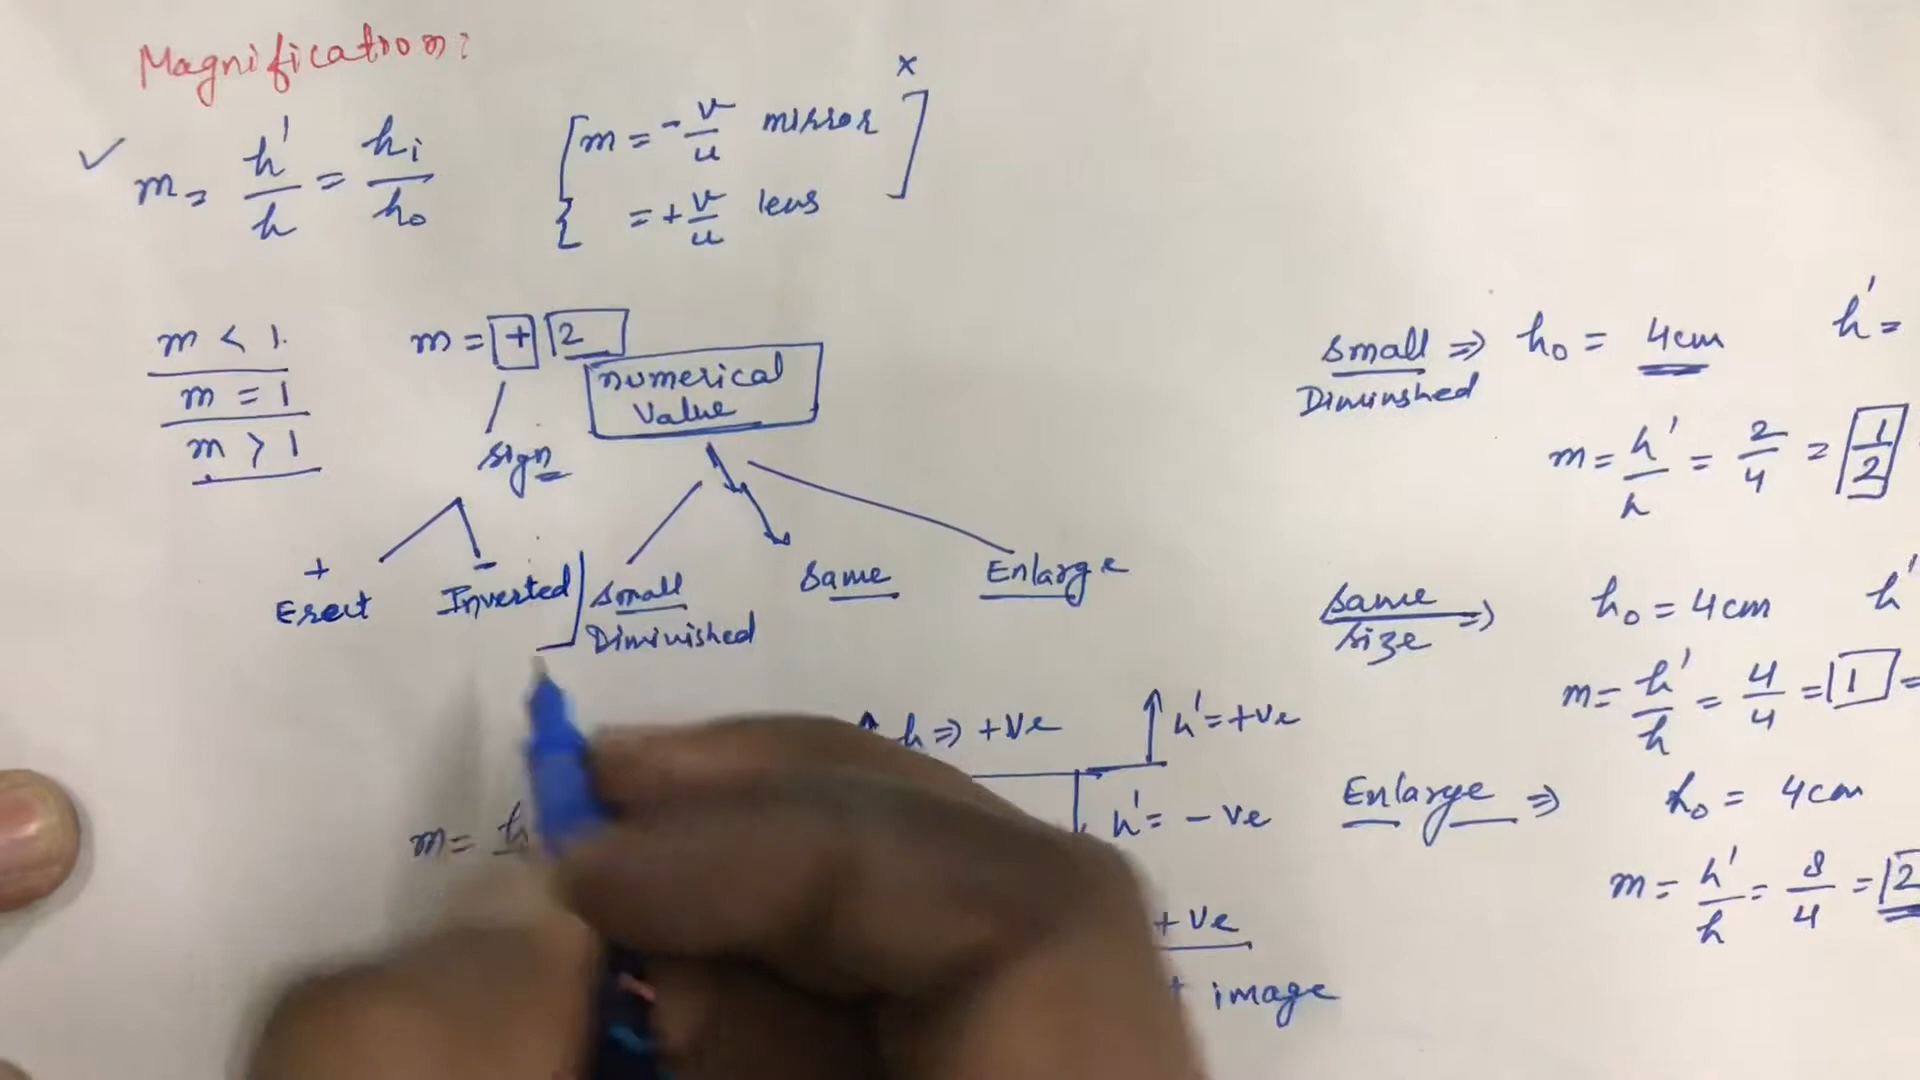 Magnification:
x
✓ m = h'/h = hi/ho
[m = -v/u mirror]
{ = +v/u lens
m < 1
m = 1
m > 1
m = + 2
numerical
value
sign
+ -
Erect Inverted
Small
Diminished
Same
Enlarge
h ⇒ +ve
h' = +ve
h' = -ve
m = h
+ve
image
small ⇒ ho = 4cm h' =
Diminshed
m = h'/h = 2/4 = 1/2
same ⇒ ho = 4cm h'
size
m = h'/h = 4/4 = 1 =
Enlarge ⇒ ho = 4cm
m = h'/h = 8/4 = 2